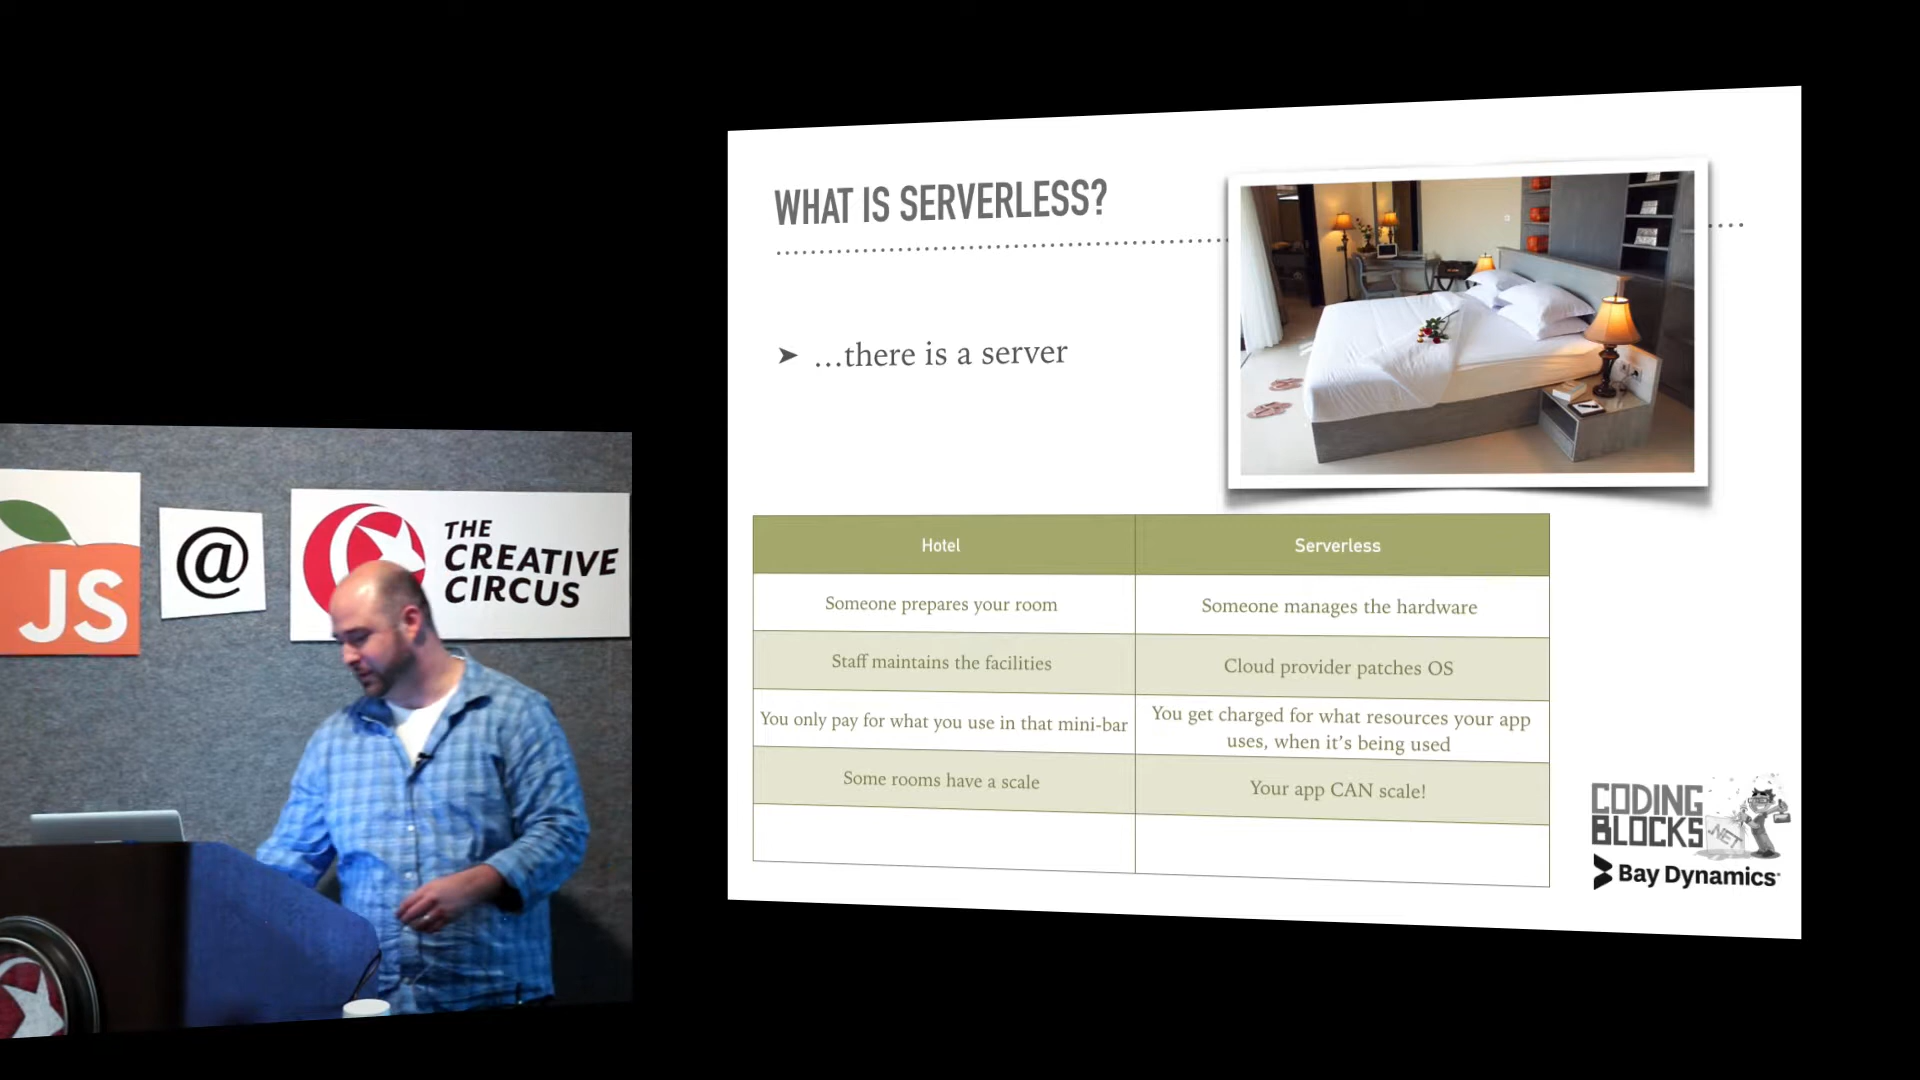 WHAT IS SERVERLESS?
➤ …there is a server
Hotel
Serverless
Someone prepares your room
Someone manages the hardware
Staff maintains the facilities
Cloud provider patches OS
You only pay for what you use in that mini-bar
You get charged for what resources your app
uses, when it's being used
Some rooms have a scale
Your app CAN scale!
CODING
BLOCKS
.NET
Bay Dynamics
JS
@
THE
CREATIVE
CIRCUS